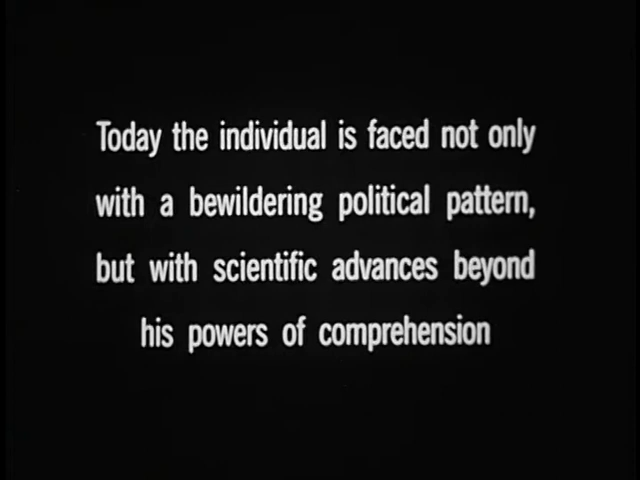 Today the individual is faced not only
with a bewildering political pattern,
but with scientific advances beyond
his powers of comprehension